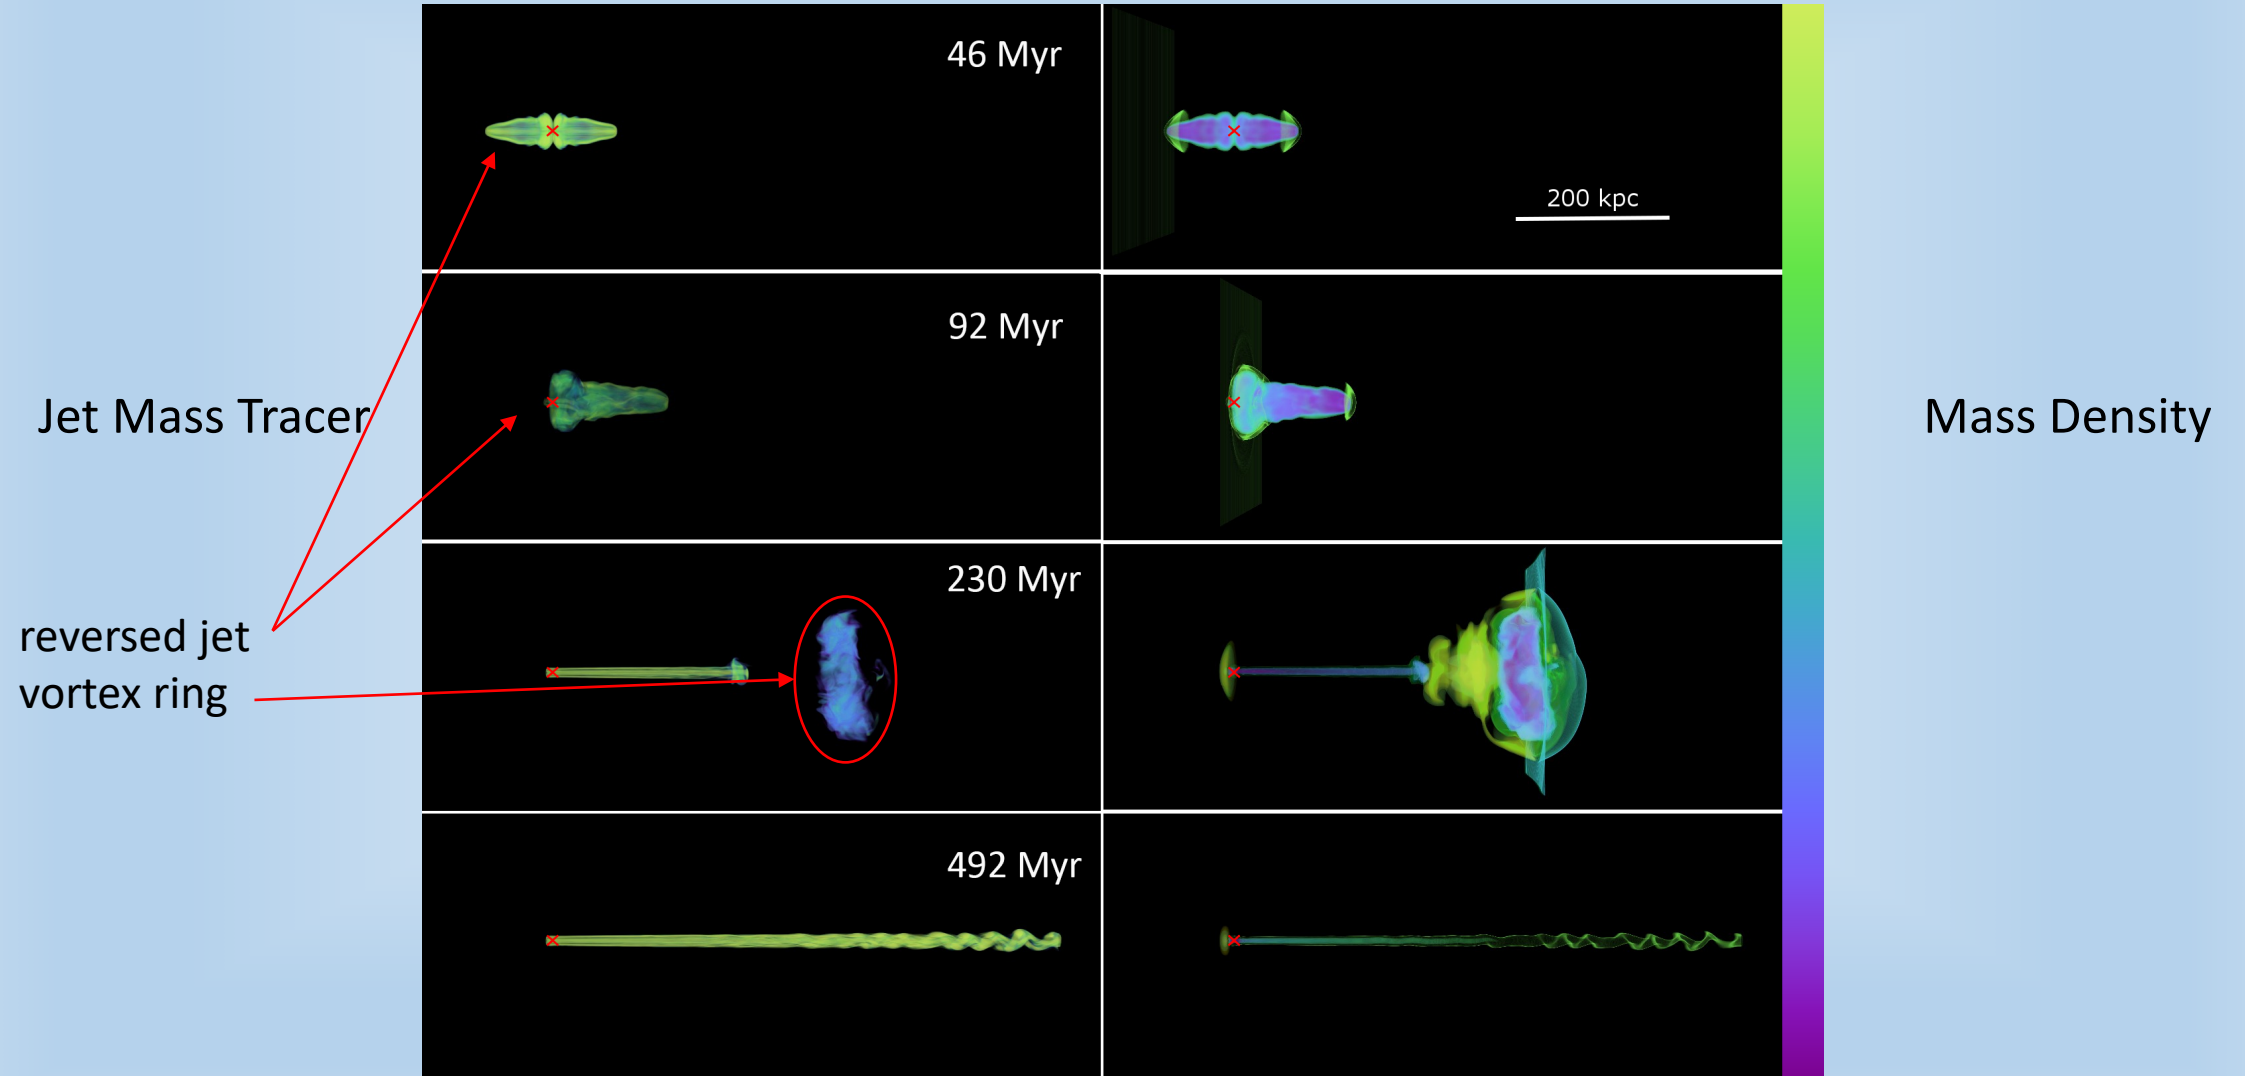 46 Myr
200 kpc
92 Myr
Jet Mass Tracer
Mass Density
230 Myr
reversed jet
vortex ring
492 Myr